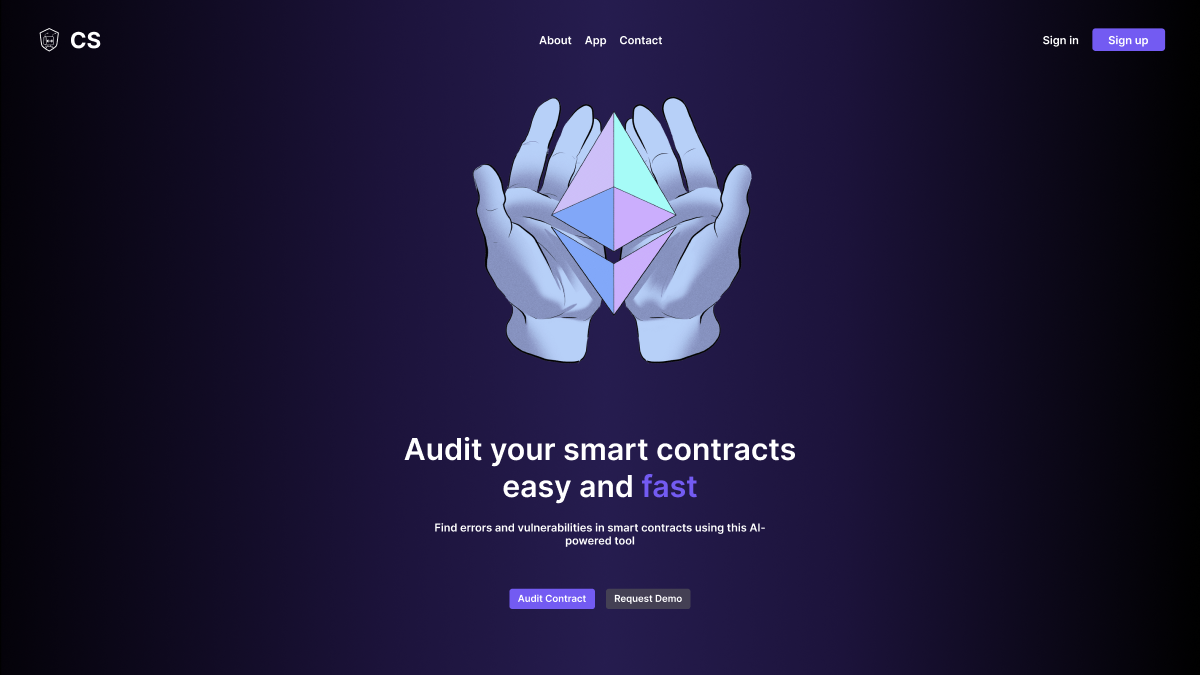 CS
About App Contact
Sign in Sign up
Audit your smart contracts
easy and fast
Find errors and vulnerabilities in smart contracts using this AI-
powered tool
Audit Contract Request Demo